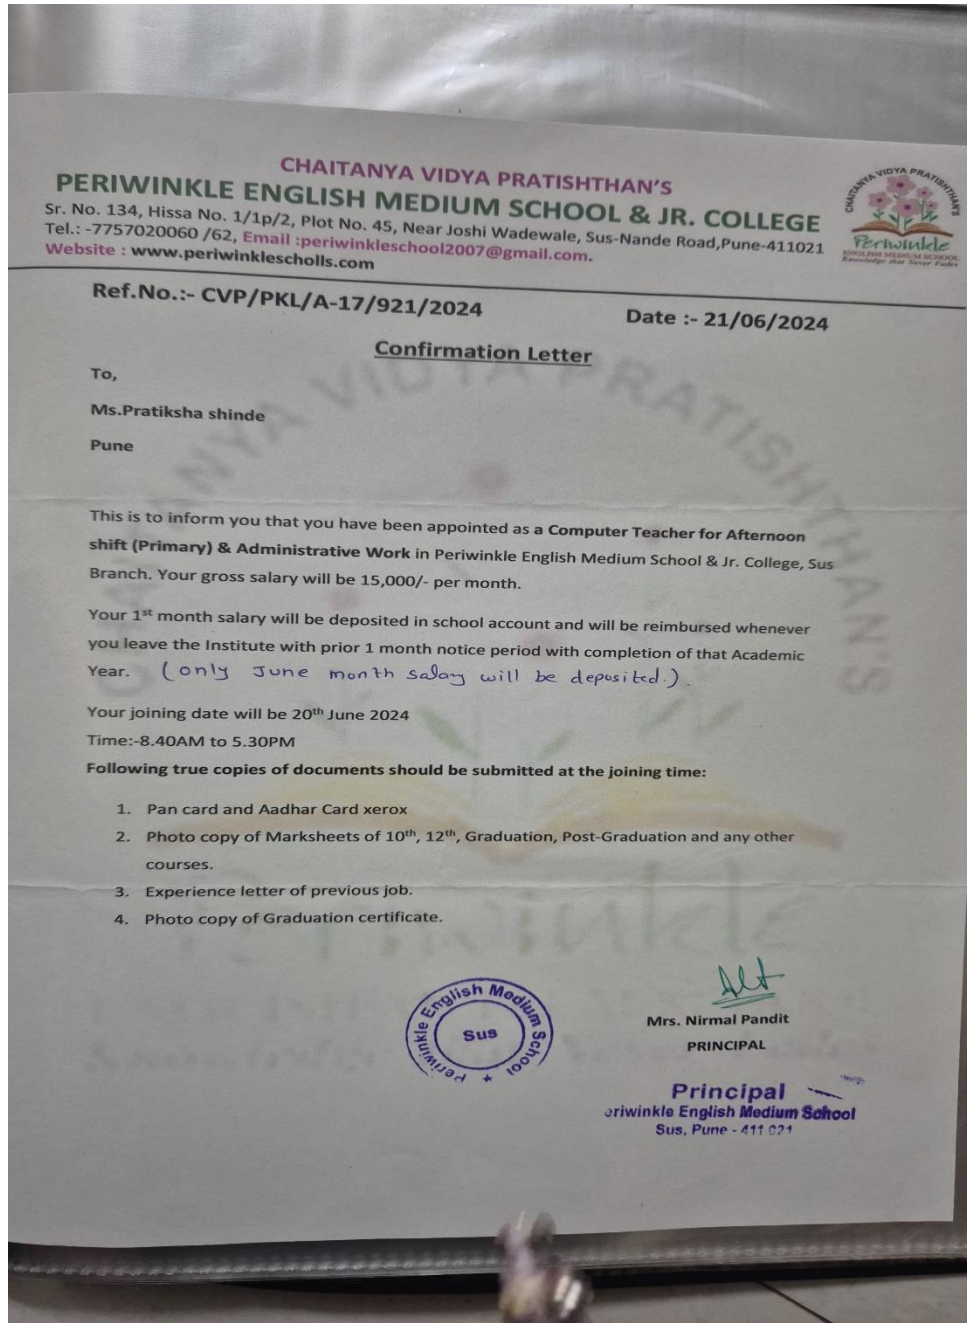 CHAITANYA VIDYA PRATISHTHAN'S
PERIWINKLE ENGLISH MEDIUM SCHOOL & JR. COLLEGE
Sr. No. 134, Hissa No. 1/1p/2, Plot No. 45, Near Joshi Wadewale, Sus-Nande Road,Pune-411021
Tel.: -7757020060 /62, Email :periwinkleschool2007@gmail.com.
Website : www.periwinklescholls.com
CHAITANYA VIDYA PRATISHTHAN'S
Periwinkle
ENGLISH MEDIUM SCHOOL
Knowledge that Never Fades
Ref.No.:- CVP/PKL/A-17/921/2024
Date :- 21/06/2024
Confirmation Letter
To,
Ms.Pratiksha shinde
Pune
This is to inform you that you have been appointed as a Computer Teacher for Afternoon
shift (Primary) & Administrative Work in Periwinkle English Medium School & Jr. College, Sus
Branch. Your gross salary will be 15,000/- per month.
Your 1st month salary will be deposited in school account and will be reimbursed whenever
you leave the Institute with prior 1 month notice period with completion of that Academic
Year. (only June month salary will be deposited.)
Your joining date will be 20th June 2024
Time:-8.40AM to 5.30PM
Following true copies of documents should be submitted at the joining time:
1. Pan card and Aadhar Card xerox
2. Photo copy of Marksheets of 10th, 12th, Graduation, Post-Graduation and any other
courses.
3. Experience letter of previous job.
4. Photo copy of Graduation certificate.
Periwinkle English Medium School
Sus
Mrs. Nirmal Pandit
PRINCIPAL
Principal
eriwinkle English Medium School
Sus, Pune - 411 021
CHAITANYA VIDYA PRATISHTHAN'S
Periwinkle